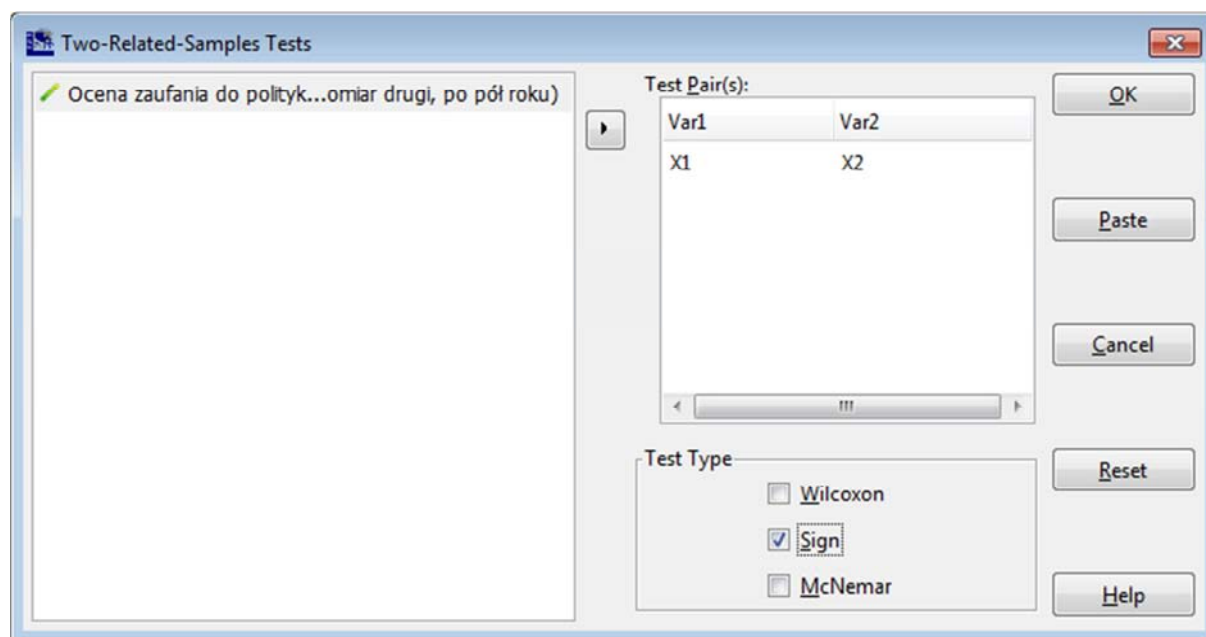 Two-Related-Samples Tests
Ocena zaufania do polityk...omiar drugi, po pół roku)
Test Pair(s):
Var1 Var2
X1 X2
OK
Paste
Cancel
Reset
Help
Test Type
Wilcoxon
Sign
McNemar